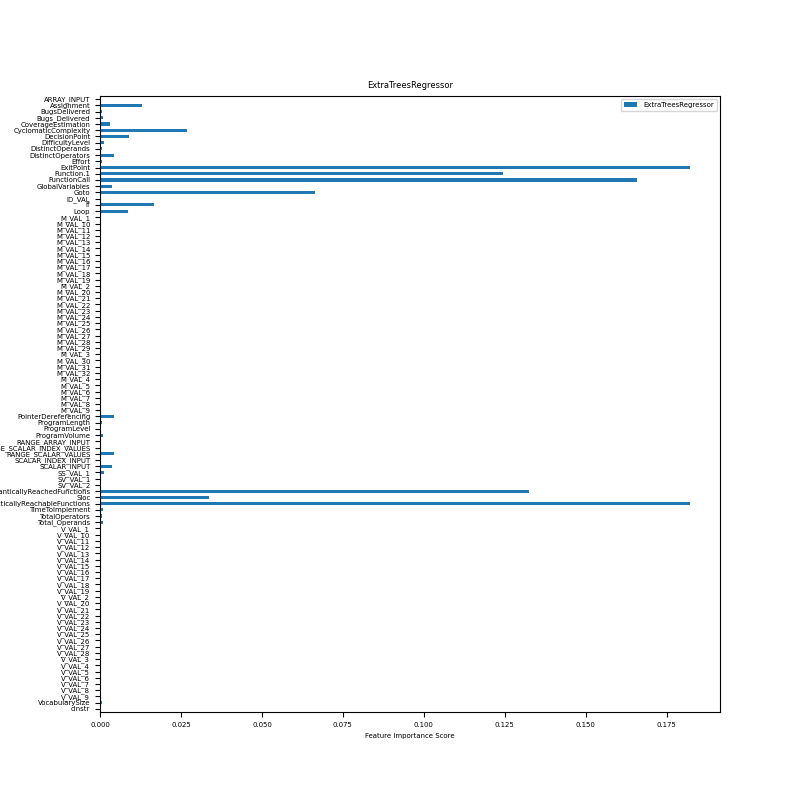 ExtraTreesRegressor
ExtraTreesRegressor
ARRAY_INPUT
Assignment
BugsDelivered
Bugs_Delivered
CoverageEstimation
CyclomaticComplexity
DecisionPoint
DifficultyLevel
DistinctOperands
DistinctOperators
Effort
ExitPoint
Function.1
FunctionCall
GlobalVariables
Goto
ID_VAL
If
Loop
M_VAL_1
M_VAL_10
M_VAL_11
M_VAL_12
M_VAL_13
M_VAL_14
M_VAL_15
M_VAL_16
M_VAL_17
M_VAL_18
M_VAL_19
M_VAL_2
M_VAL_20
M_VAL_21
M_VAL_22
M_VAL_23
M_VAL_24
M_VAL_25
M_VAL_26
M_VAL_27
M_VAL_28
M_VAL_29
M_VAL_3
M_VAL_30
M_VAL_31
M_VAL_32
M_VAL_4
M_VAL_5
M_VAL_6
M_VAL_7
M_VAL_8
M_VAL_9
PointerDereferencing
ProgramLength
ProgramLevel
ProgramVolume
RANGE_ARRAY_INPUT
E_SCALAR_INDEX_VALUES
RANGE_SCALAR_VALUES
SCALAR_INDEX_INPUT
SCALAR_INPUT
SS_VAL_1
SV_VAL_1
SV_VAL_2
anticallyReachedFunctions
Sloc
ticallyReachableFunctions
TimeToImplement
TotalOperators
Total_Operands
V_VAL_1
V_VAL_10
V_VAL_11
V_VAL_12
V_VAL_13
V_VAL_14
V_VAL_15
V_VAL_16
V_VAL_17
V_VAL_18
V_VAL_19
V_VAL_2
V_VAL_20
V_VAL_21
V_VAL_22
V_VAL_23
V_VAL_24
V_VAL_25
V_VAL_26
V_VAL_27
V_VAL_28
V_VAL_3
V_VAL_4
V_VAL_5
V_VAL_6
V_VAL_7
V_VAL_8
V_VAL_9
VocabularySize
cinstr
0.000 0.025 0.050 0.075 0.100 0.125 0.150 0.175
Feature Importance Score